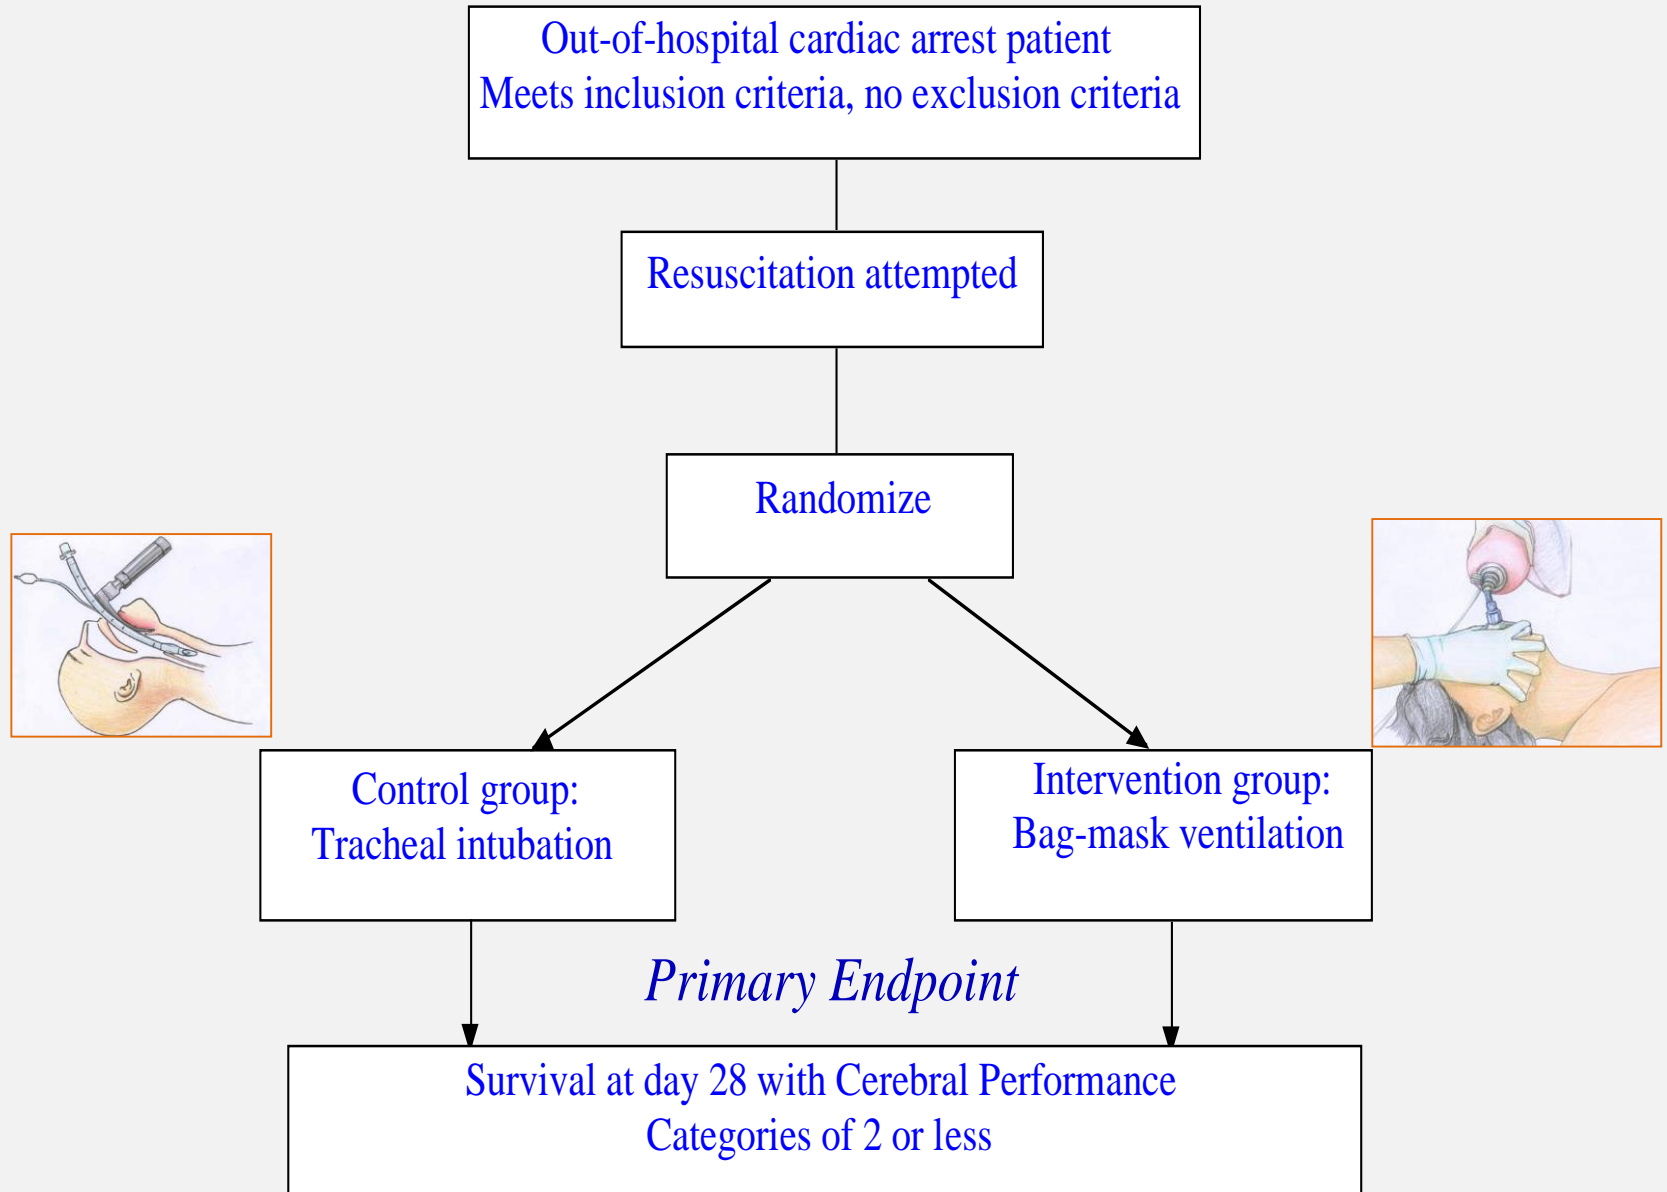 Out-of-hospital cardiac arrest patient
Meets inclusion criteria, no exclusion criteria
Resuscitation attempted
Randomize
Control group:
Tracheal intubation
Intervention group:
Bag-mask ventilation
Primary Endpoint
Survival at day 28 with Cerebral Performance
Categories of 2 or less